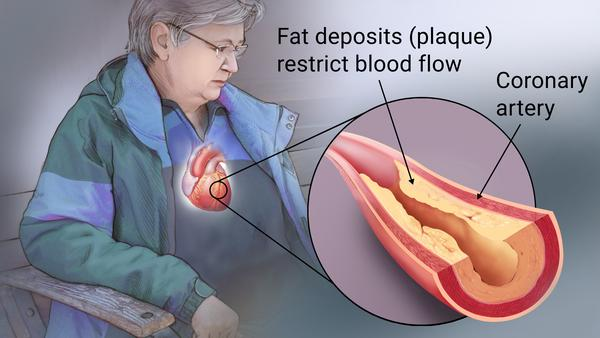 Fat deposits (plaque)
restrict blood flow
Coronary
artery